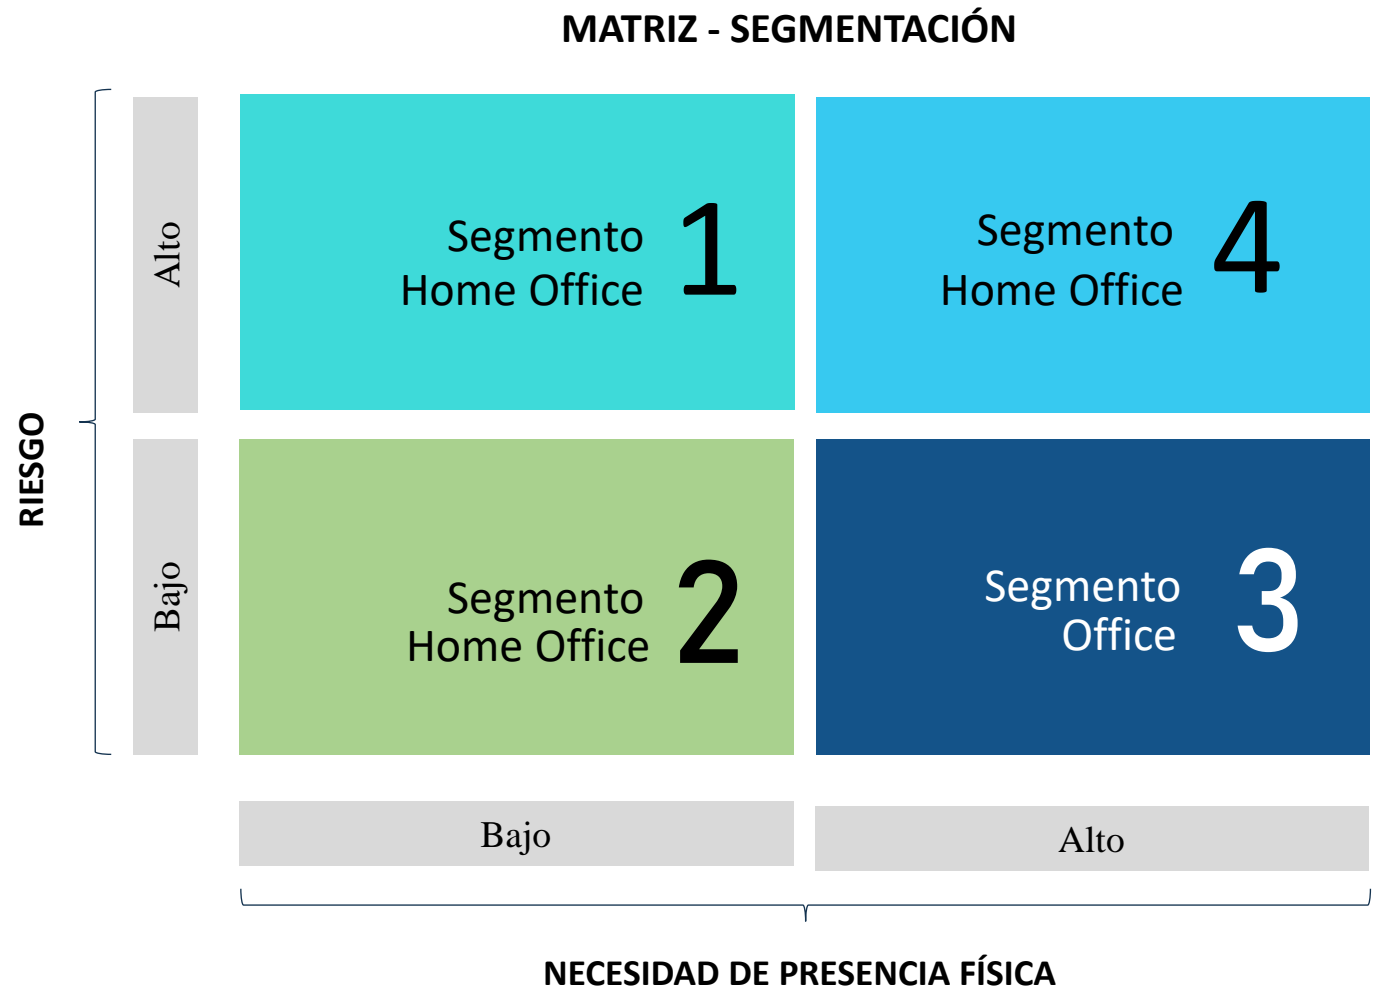 MATRIZ - SEGMENTACIÓN
RIESGO
Alto
Segmento
Home Office
1
Segmento
Home Office
4
Bajo
Segmento
Home Office
2
Segmento
Office
3
Bajo
Alto
NECESIDAD DE PRESENCIA FÍSICA